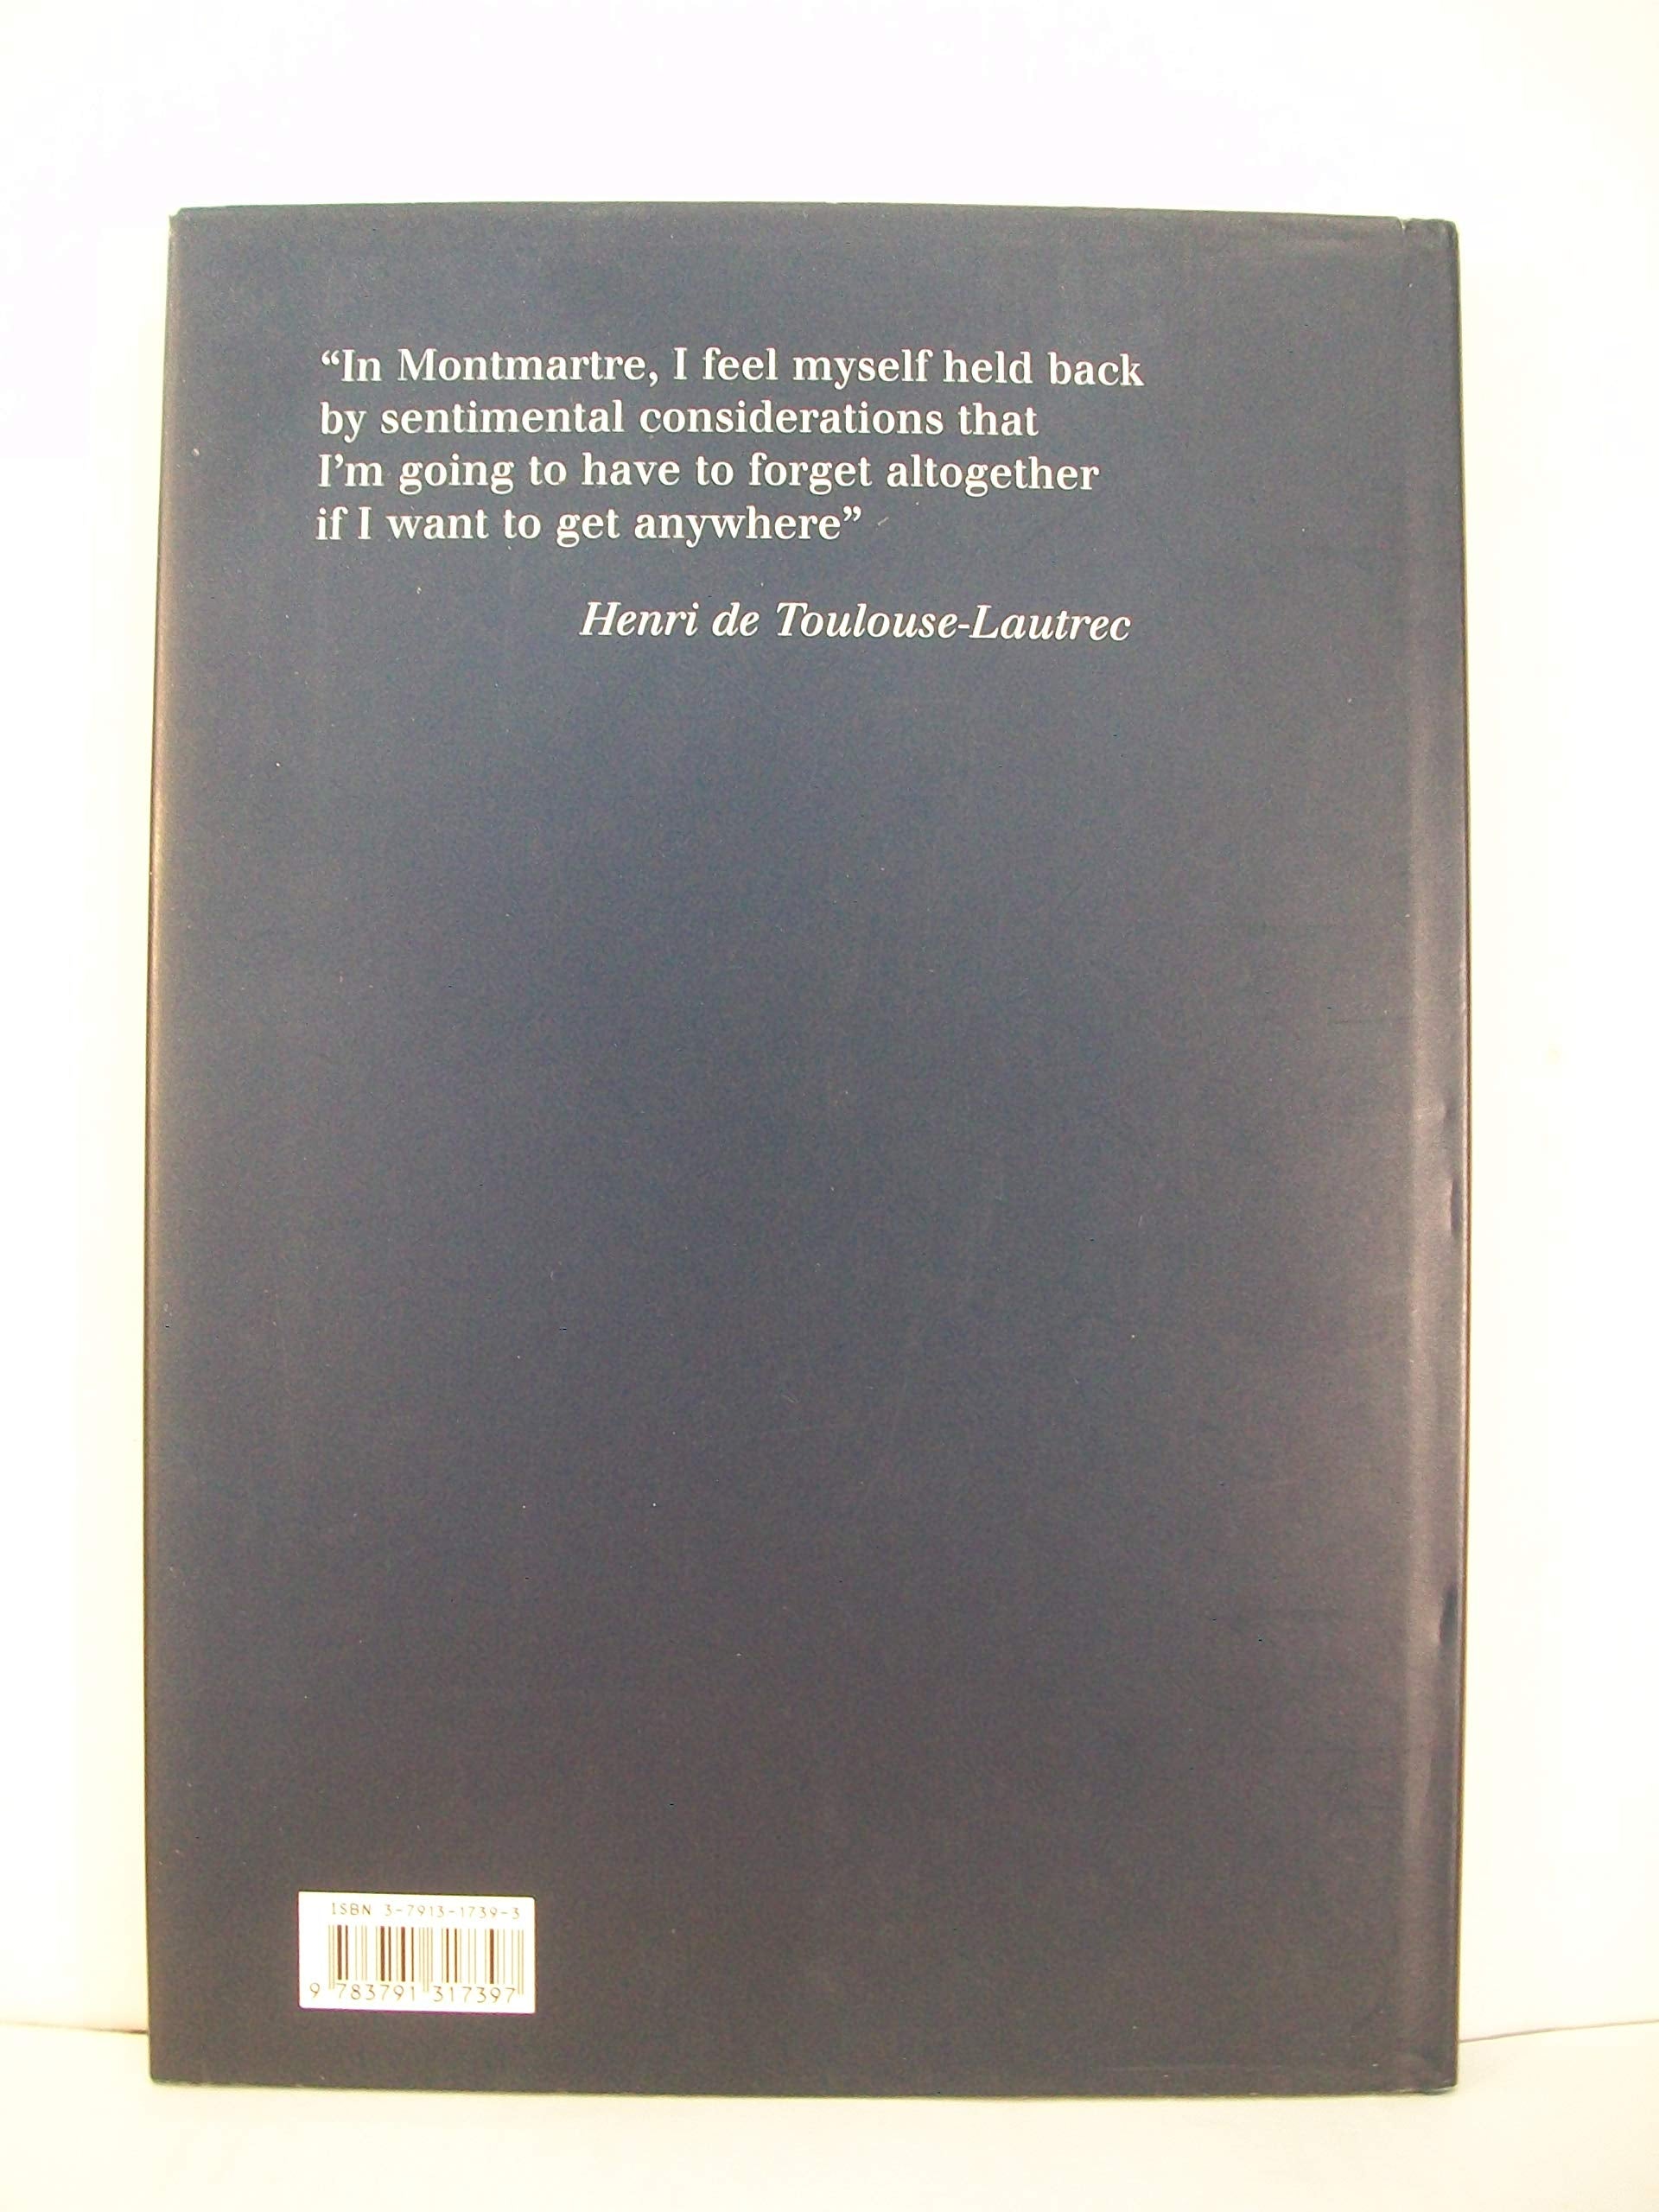 “In Montmartre, I feel myself held back
by sentimental considerations that
I’m going to have to forget altogether
if I want to get anywhere”
Henri de Toulouse-Lautrec
ISBN 3-7913-1739-3
9 783791 317397